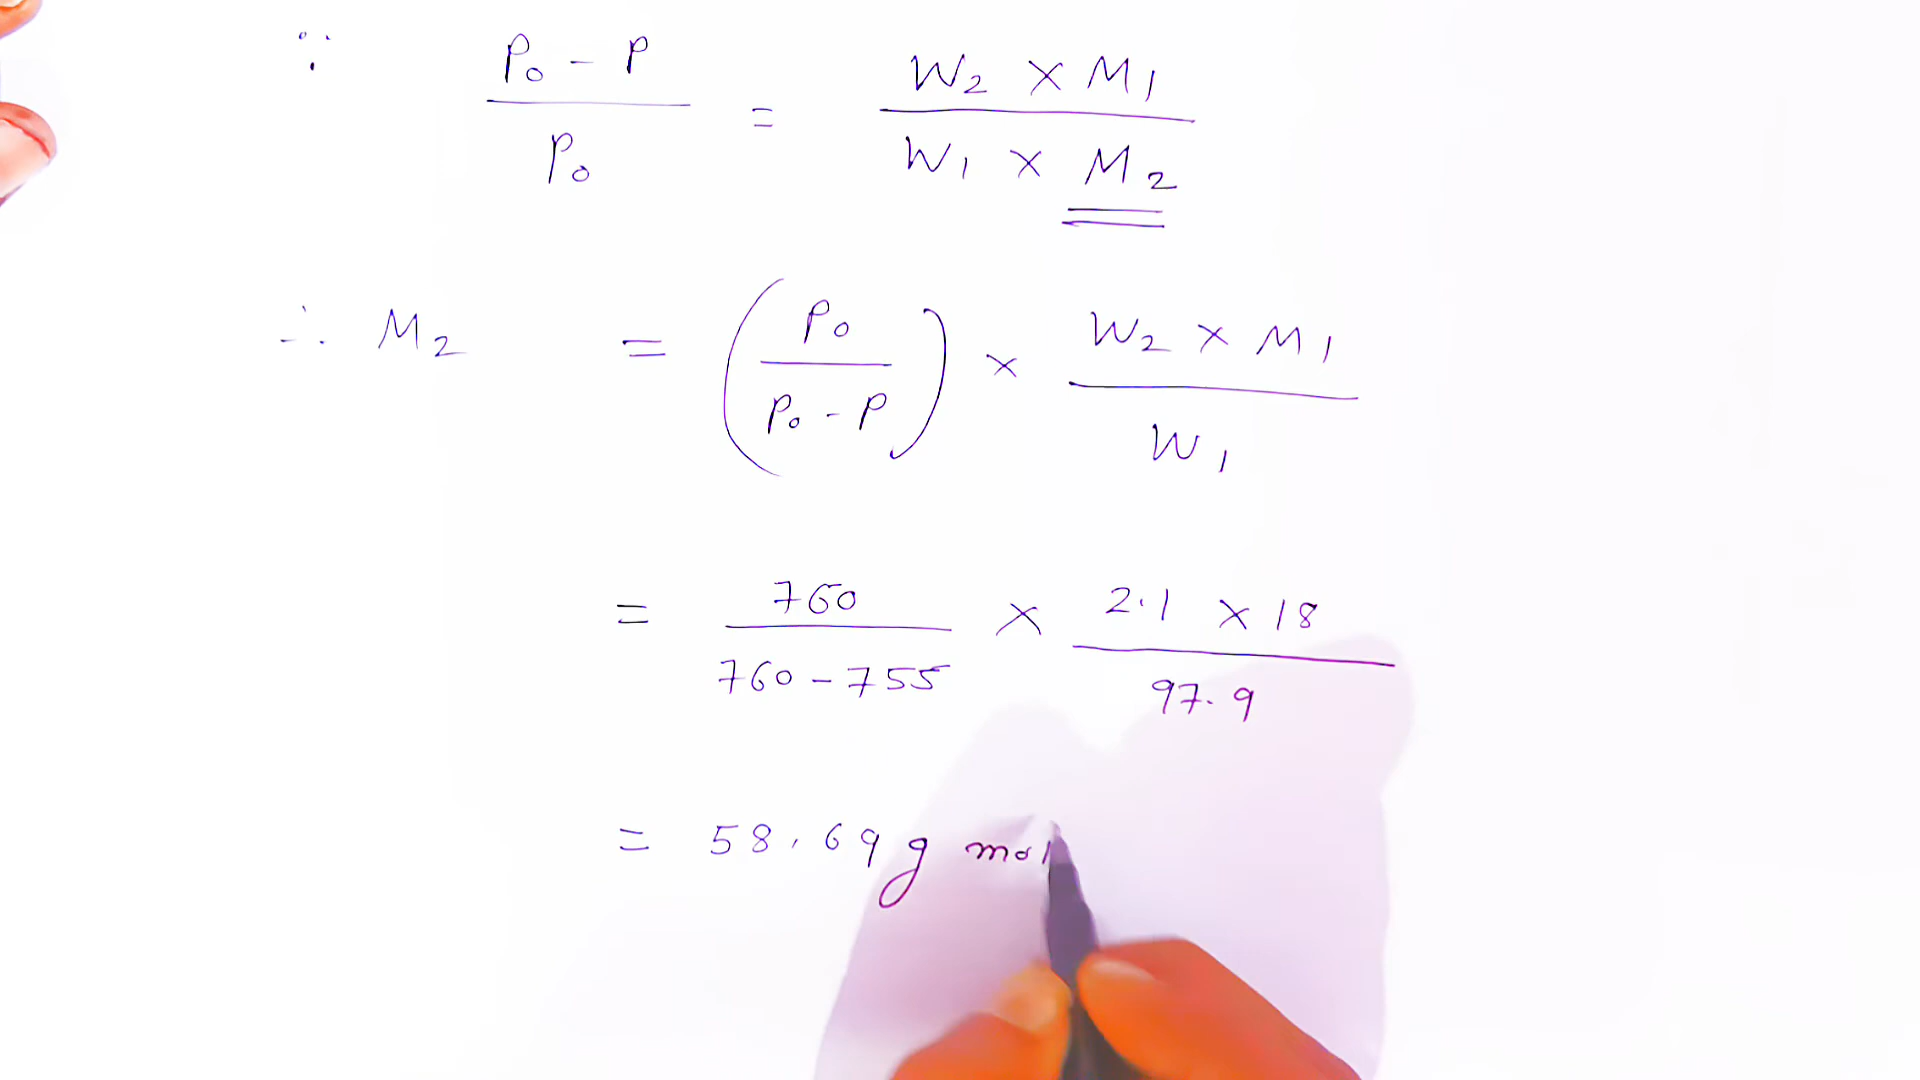 ∵ P₀ - P / P₀ = W₂ × M₁ / W₁ × M₂
∴ M₂ = (P₀ / P₀ - P) × W₂ × M₁ / W₁
= 760 / 760 - 755 × 2.1 × 18 / 97.9
= 58.69 g mol